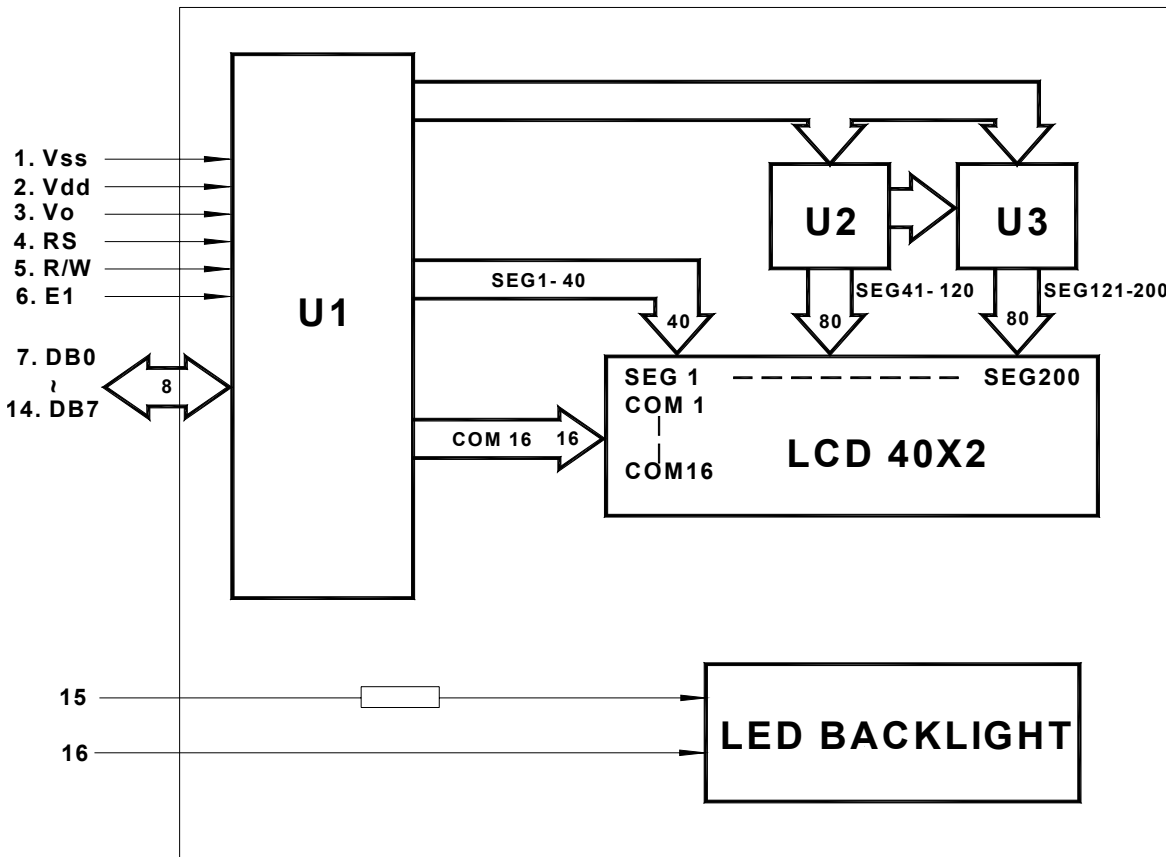 1. Vss
2. Vdd
3. Vo
4. RS
5. R/W
6. E1
7. DB0
~
14. DB7
8
U1
U2
U3
SEG1-40
40
SEG41-120
80
SEG121-200
80
COM 16 16
SEG 1 — — — — — — — — — SEG200
COM 1
COM16
LCD 40X2
15
16
LED BACKLIGHT